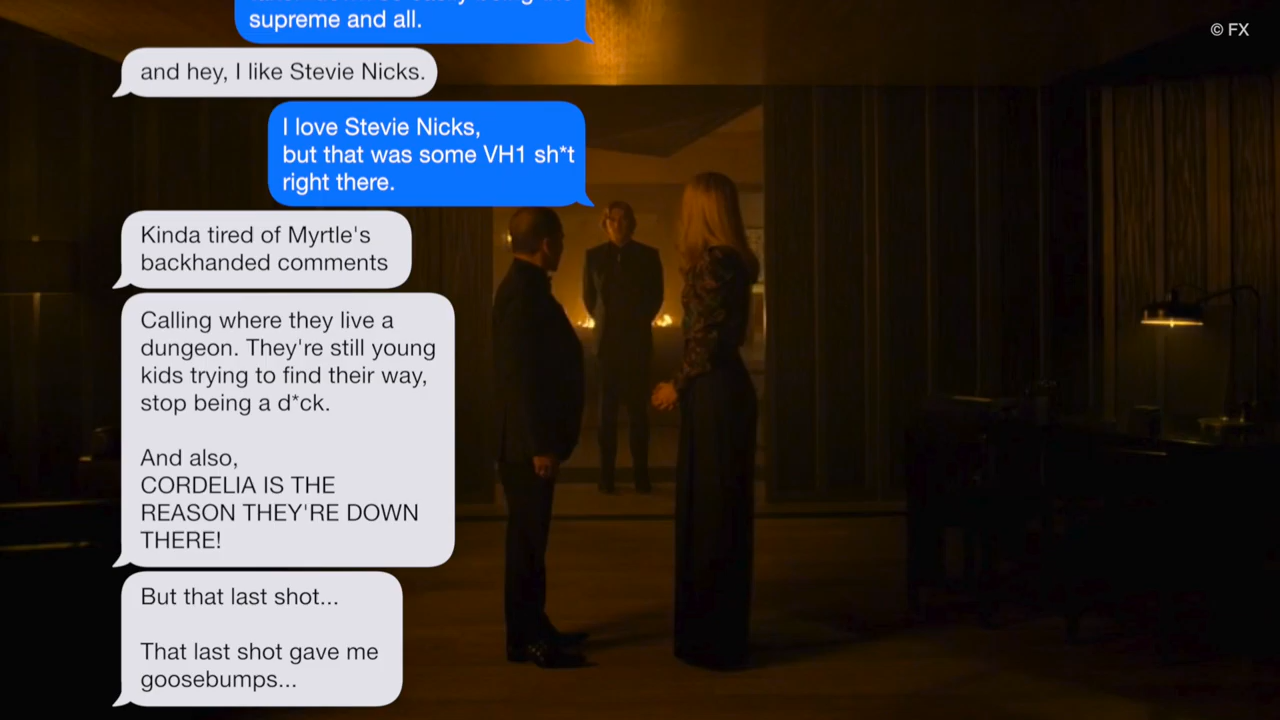 supreme and all.
© FX
and hey, I like Stevie Nicks.
I love Stevie Nicks,
but that was some VH1 sh*t
right there.
Kinda tired of Myrtle's
backhanded comments
Calling where they live a
dungeon. They're still young
kids trying to find their way,
stop being a d*ck.
And also,
CORDELIA IS THE
REASON THEY'RE DOWN
THERE!
But that last shot...
That last shot gave me
goosebumps...